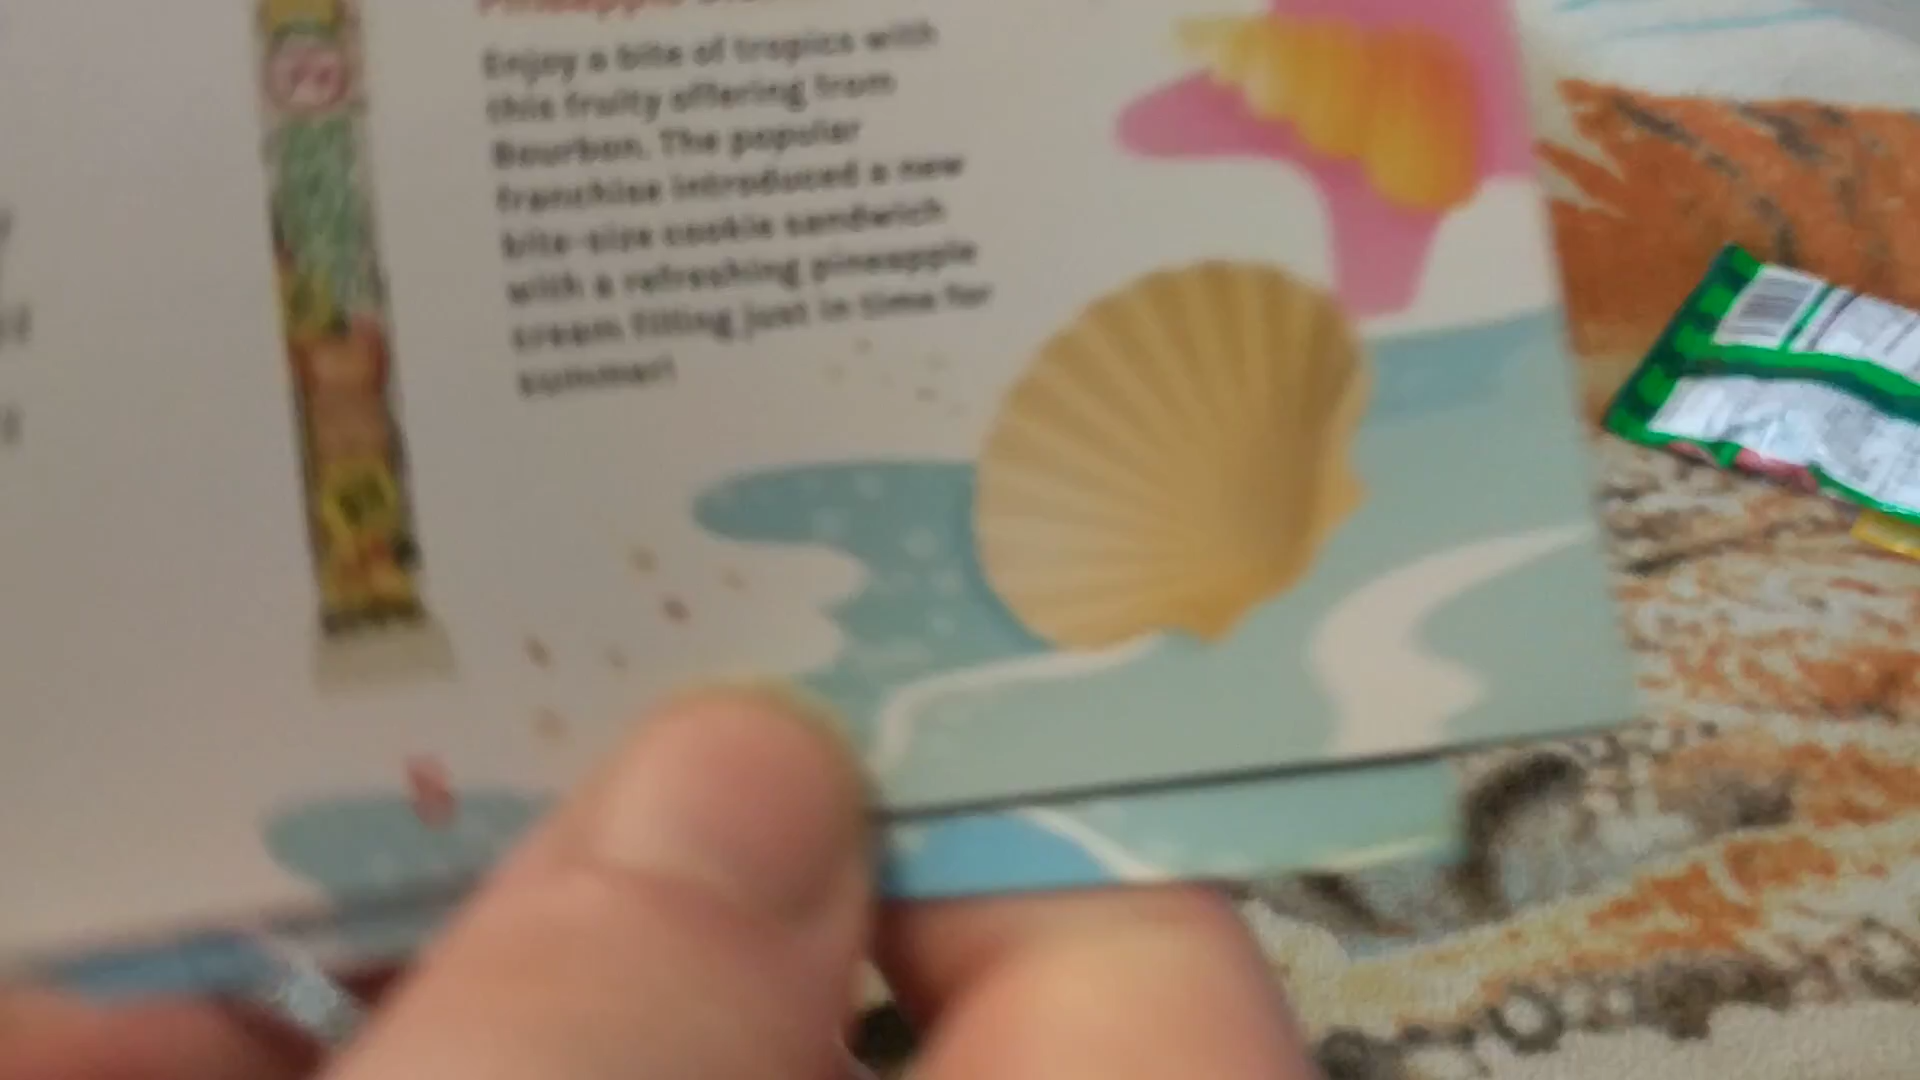 Pineapple
Enjoy a bite of tropics with
this fruity offering from
Bourbon. The popular
franchise introduced a new
bite-size cookie sandwich
with a refreshing pineapple
cream filling just in time for
summer!